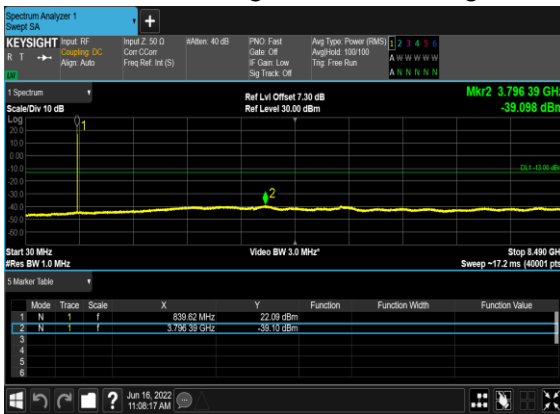 Spectrum Analyzer 1
Swept SA
+
KEYSIGHT Input: RF Input Z: 50 Ω #Atten: 40 dB PNO: Fast Avg Type: Power (RMS) 1 2 3 4 5 6
R T Coupling: DC Corr CCorr Gate: Off Avg|Hold: 100/100 A W W W W W
Align: Auto Freq Ref: Int (S) IF Gain: Low Trig: Free Run
LV Sig Track: Off A N N N N N
1 Spectrum Ref Lvl Offset 7.30 dB Mkr2 3.796 39 GHz
Scale/Div 10 dB Ref Level 30.00 dBm -39.098 dBm
Log
20.0
10.0
0.00
-10.0
-20.0
-30.0
-40.0
-50.0
-60.0
1
DL1 -13.00 dBm
2
Start 30 MHz Video BW 3.0 MHz* Stop 8.490 GHz
#Res BW 1.0 MHz Sweep ~17.2 ms (40001 pts)
5 Marker Table
Mode Trace Scale X Y Function Function Width Function Value
1 N 1 f 839.62 MHz 22.09 dBm
2 N 1 f 3.796 39 GHz -39.10 dBm
3
4
5
6
? Jun 16, 2022
11:08:17 AM